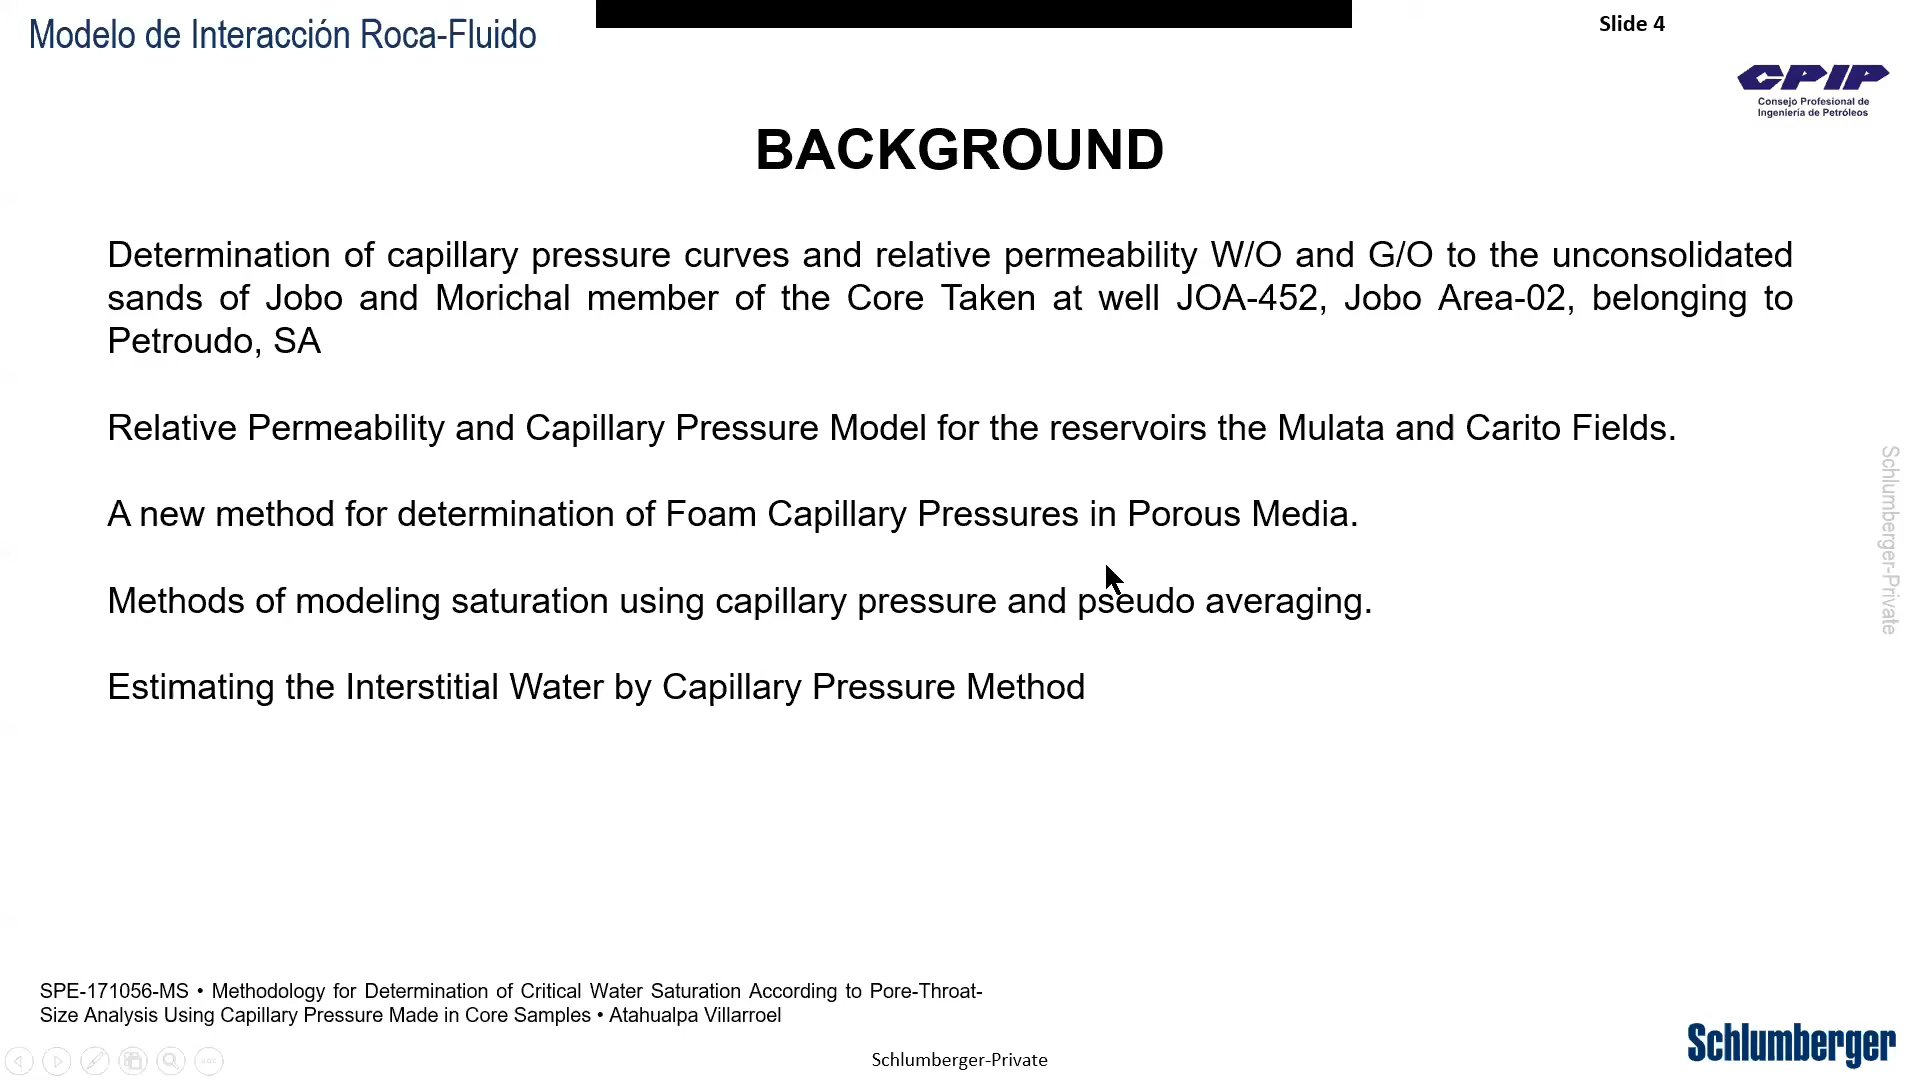 Modelo de Interacción Roca-Fluido
Slide 4
CPIP
Consejo Profesional de
Ingeniería de Petróleos
BACKGROUND
Determination of capillary pressure curves and relative permeability W/O and G/O to the unconsolidated
sands of Jobo and Morichal member of the Core Taken at well JOA-452, Jobo Area-02, belonging to
Petroudo, SA
Relative Permeability and Capillary Pressure Model for the reservoirs the Mulata and Carito Fields.
A new method for determination of Foam Capillary Pressures in Porous Media.
Methods of modeling saturation using capillary pressure and pseudo averaging.
Estimating the Interstitial Water by Capillary Pressure Method
Schlumberger-Private
SPE-171056-MS • Methodology for Determination of Critical Water Saturation According to Pore-Throat-
Size Analysis Using Capillary Pressure Made in Core Samples • Atahualpa Villarroel
Schlumberger-Private
Schlumberger